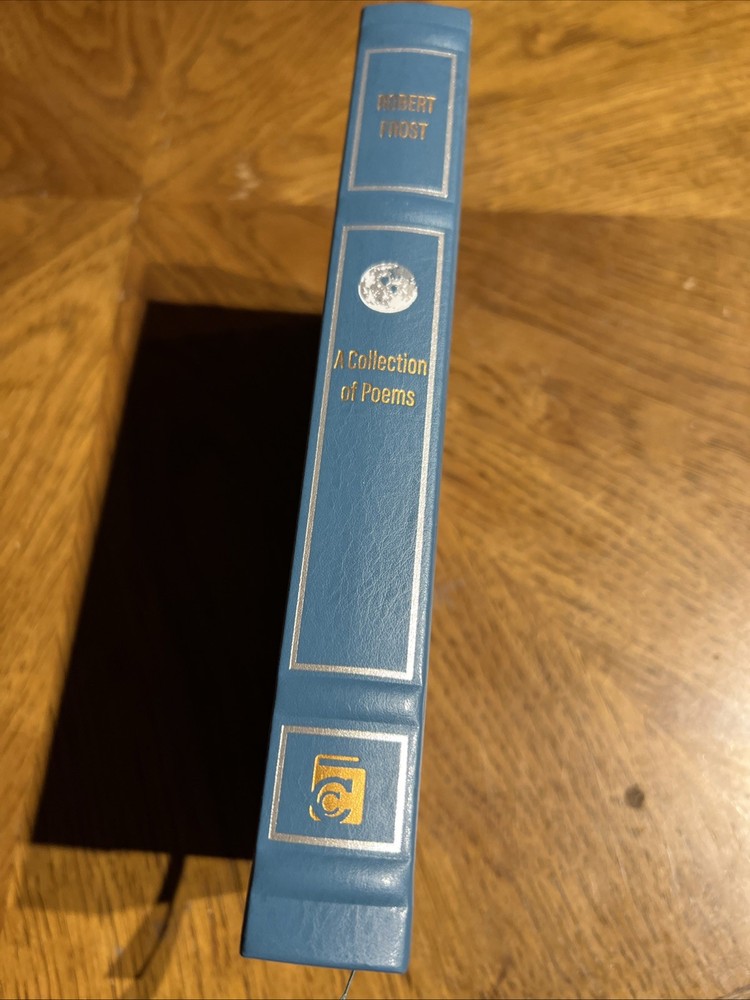 ROBERT
FROST
A Collection
of Poems
C